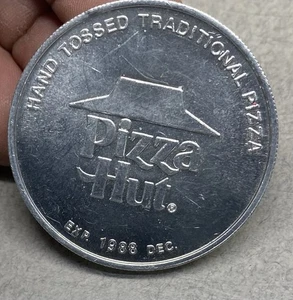 HAND TOSSED TRADITIONAL PIZZA
Pizza
Hut®
EXP. 1988 DEC.